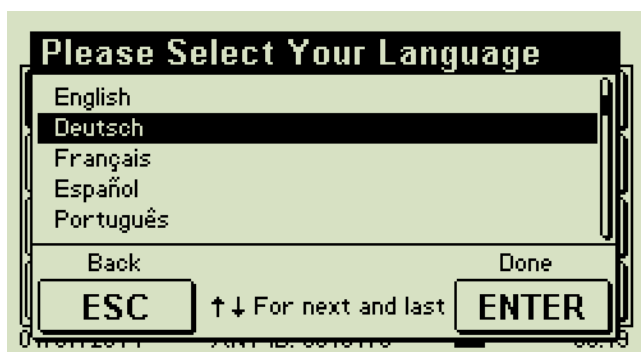 Please Select Your Language
English
Deutsch
Français
Español
Português
Back Done
ESC ↑↓ For next and last ENTER